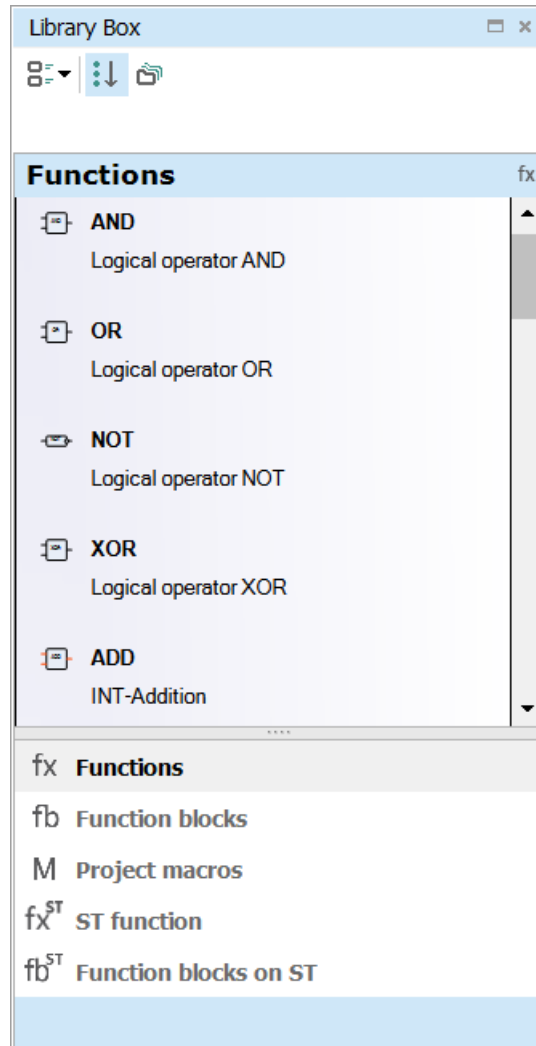 Library Box
Functions fx
AND
Logical operator AND
OR
Logical operator OR
NOT
Logical operator NOT
XOR
Logical operator XOR
ADD
INT-Addition
fx Functions
fb Function blocks
M Project macros
fxST ST function
fbST Function blocks on ST